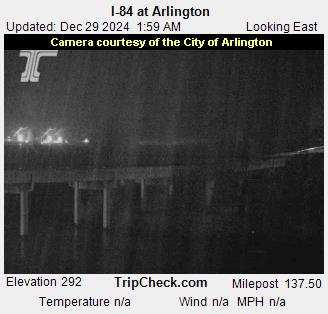 I-84 at Arlington
Updated: Dec 29 2024 1:59 AM Looking East
Camera courtesy of the City of Arlington
Elevation 292 TripCheck.com Milepost 137.50
Temperature n/a Wind n/a MPH n/a